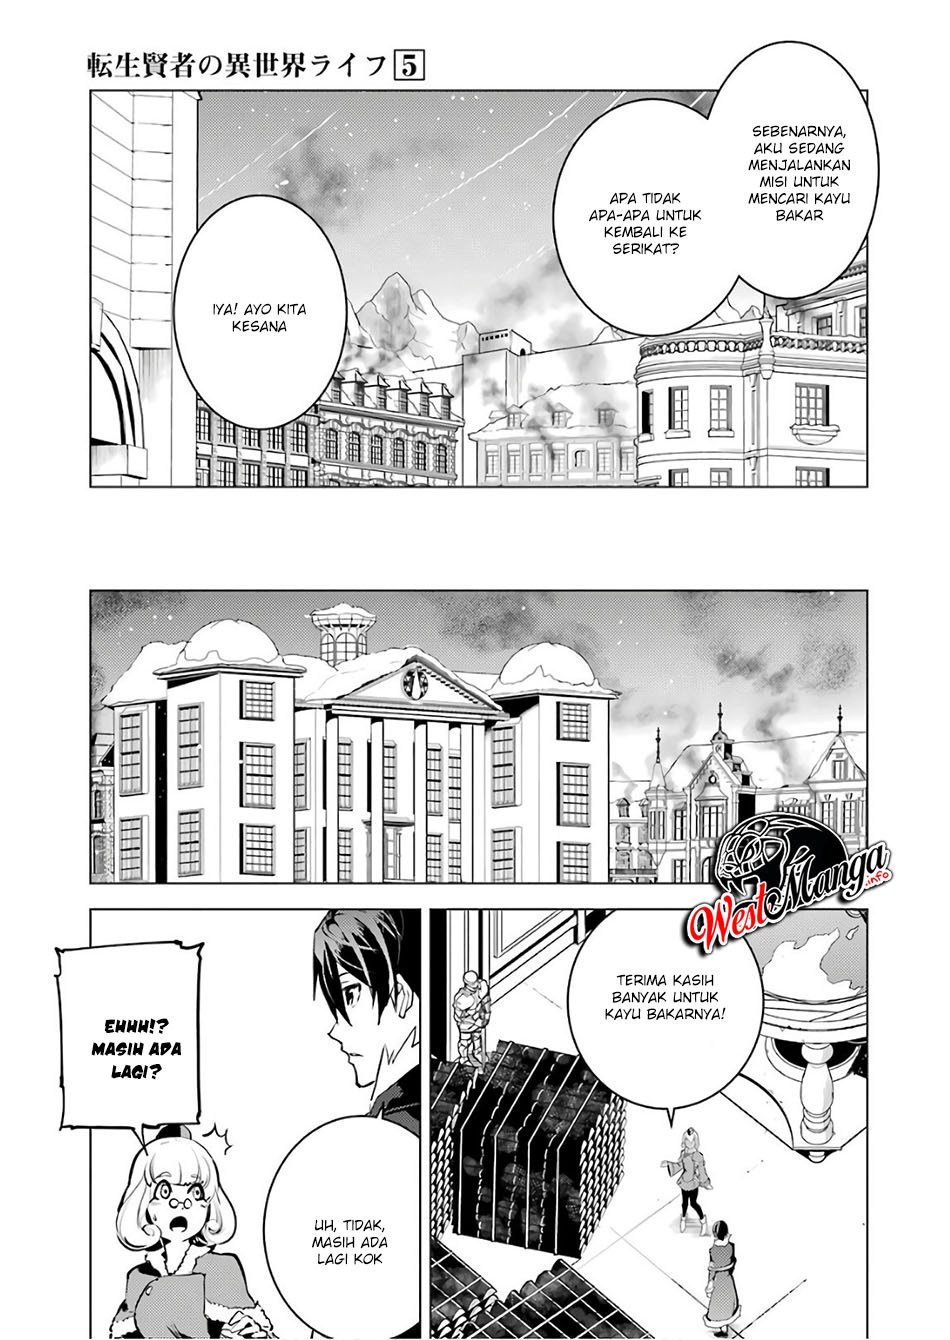 転生賢者の異世界ライフ 5
SEBENARNYA,
AKU SEDANG
MENJALANKAN
MISI UNTUK
MENCARI KAYU
BAKAR
APA TIDAK
APA-APA UNTUK
KEMBALI KE
SERIKAT?
IYA! AYO KITA
KESANA
WestManga
.info
TERIMA KASIH
BANYAK UNTUK
KAYU BAKARNYA!
UH, TIDAK,
MASIH ADA
LAGI KOK
EHHH!?
MASIH ADA
LAGI?